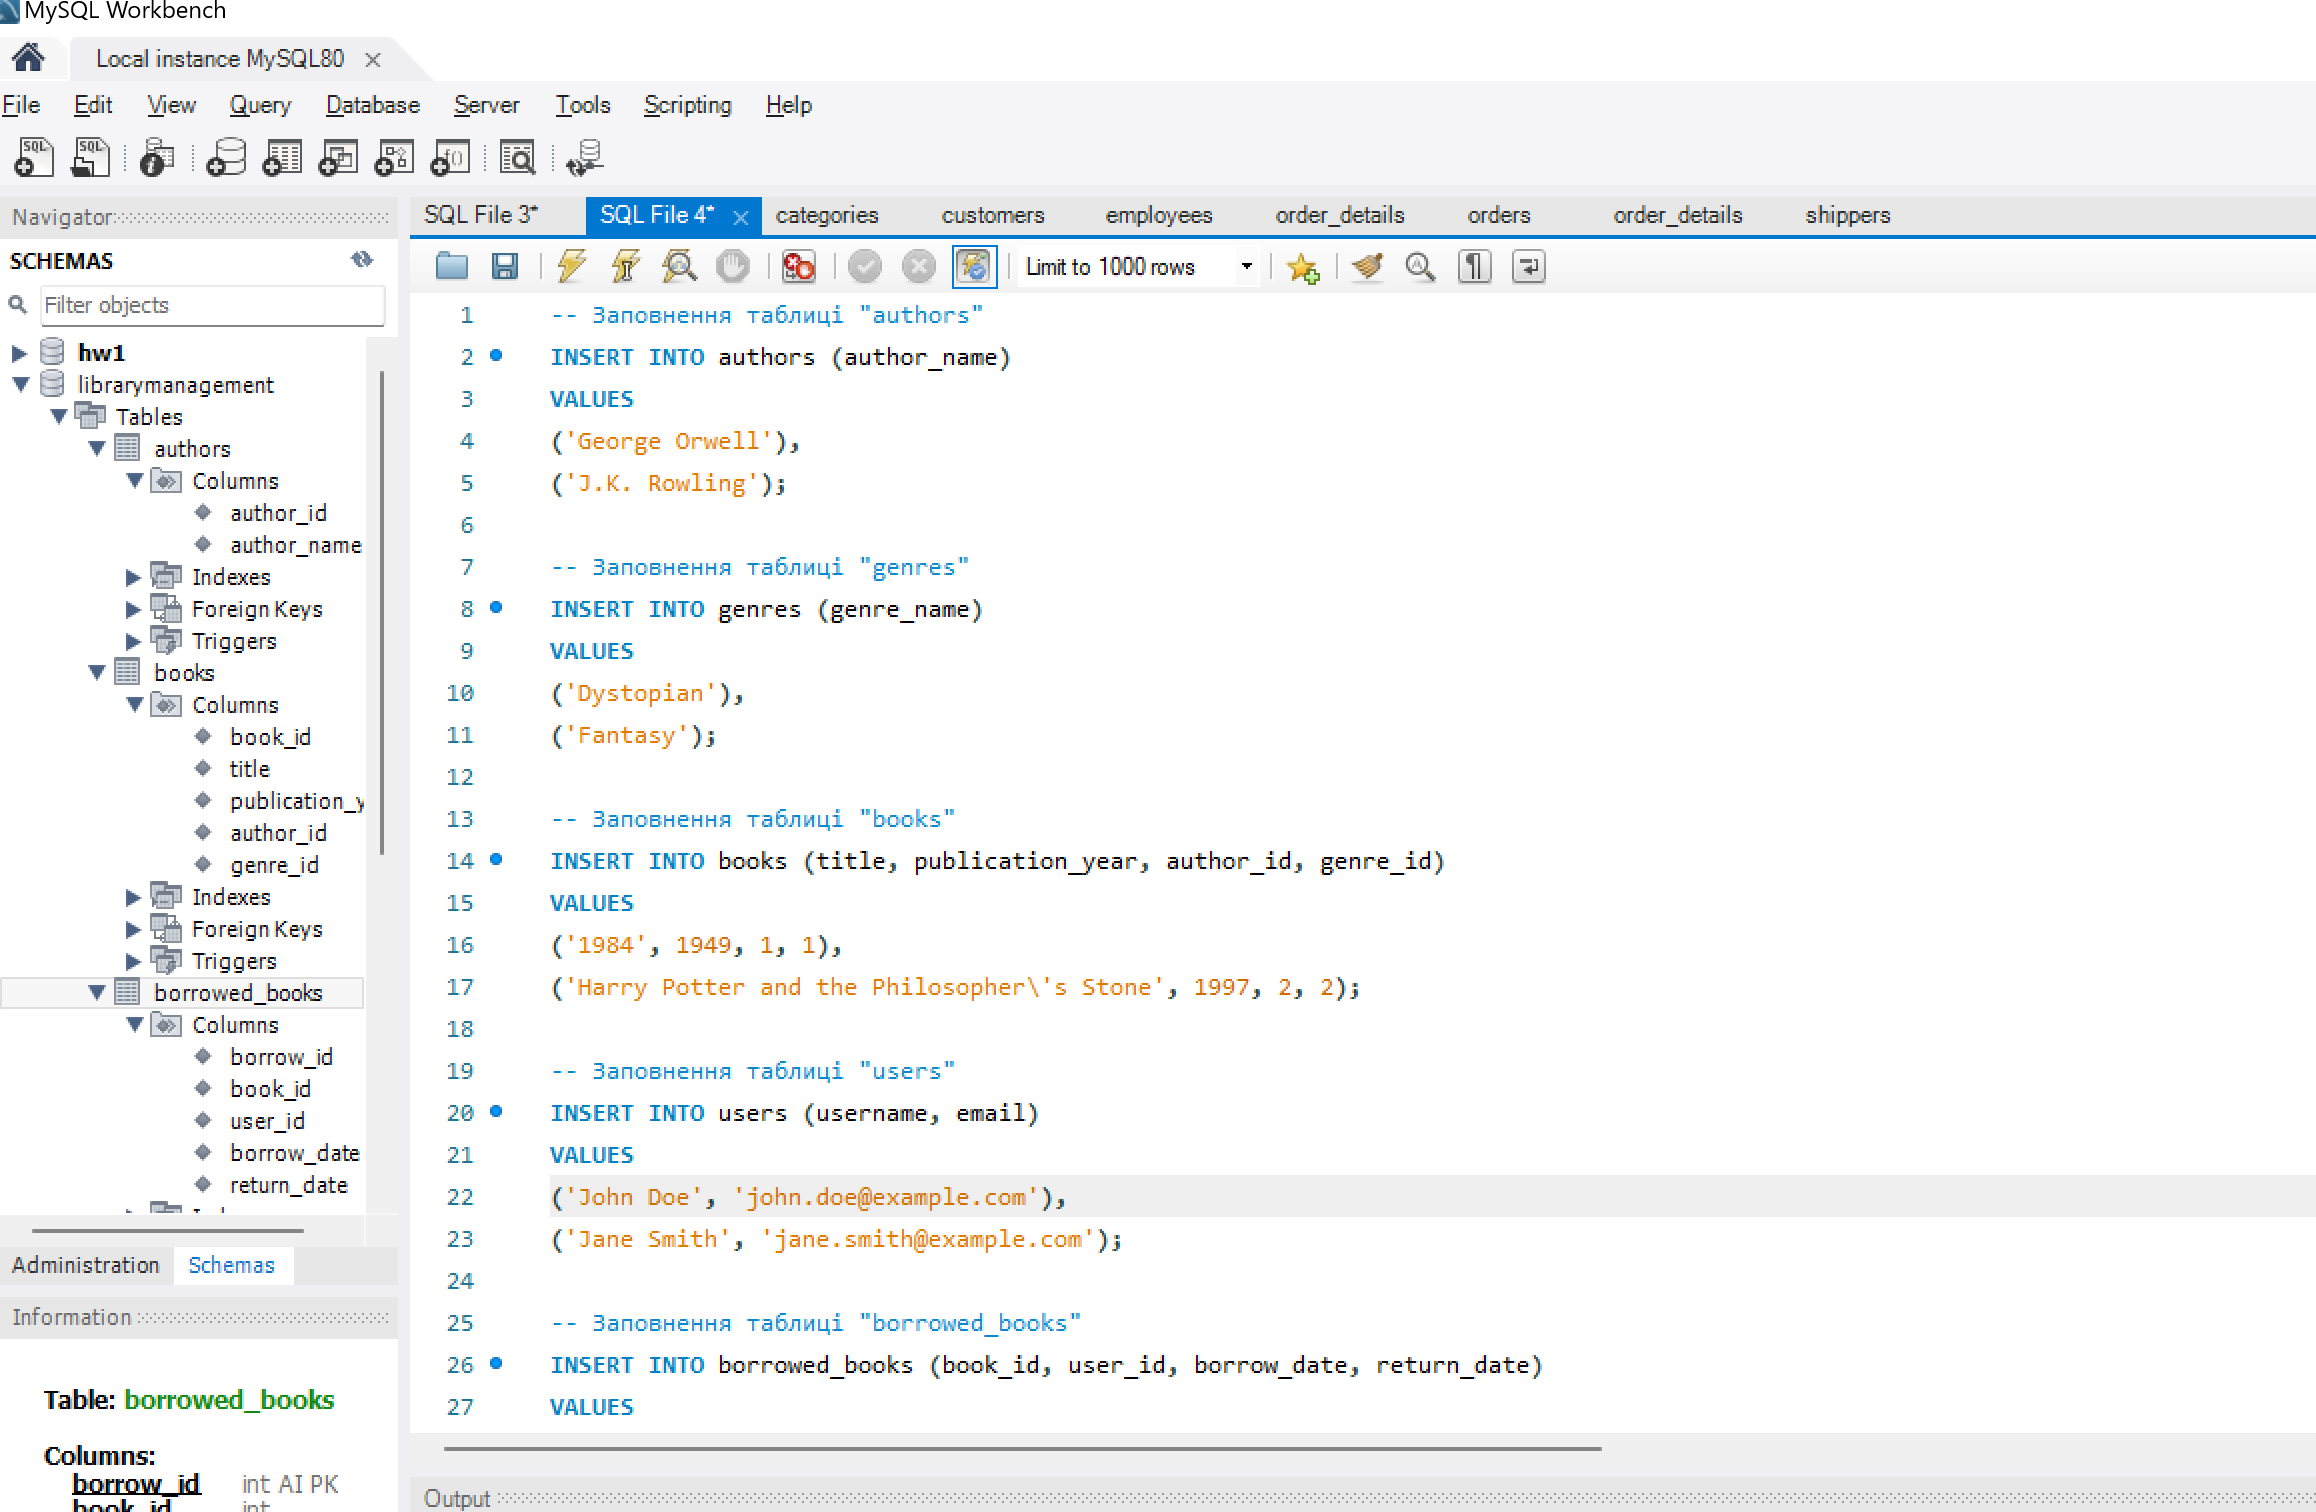 MySQL Workbench
Local instance MySQL80
File Edit View Query Database Server Tools Scripting Help
Navigator
SCHEMAS
Filter objects
hw1
librarymanagement
Tables
authors
Columns
author_id
author_name
Indexes
Foreign Keys
Triggers
books
Columns
book_id
title
publication_y
author_id
genre_id
Indexes
Foreign Keys
Triggers
borrowed_books
Columns
borrow_id
book_id
user_id
borrow_date
return_date
Administration Schemas
Information
Table: borrowed_books
Columns:
borrow_id int AI PK
book_id int
SQL File 3* SQL File 4* categories customers employees order_details orders order_details shippers
Limit to 1000 rows
1 -- Заповнення таблиці "authors"
2 INSERT INTO authors (author_name)
3 VALUES
4 ('George Orwell'),
5 ('J.K. Rowling');
6
7 -- Заповнення таблиці "genres"
8 INSERT INTO genres (genre_name)
9 VALUES
10 ('Dystopian'),
11 ('Fantasy');
12
13 -- Заповнення таблиці "books"
14 INSERT INTO books (title, publication_year, author_id, genre_id)
15 VALUES
16 ('1984', 1949, 1, 1),
17 ('Harry Potter and the Philosopher\'s Stone', 1997, 2, 2);
18
19 -- Заповнення таблиці "users"
20 INSERT INTO users (username, email)
21 VALUES
22 ('John Doe', 'john.doe@example.com'),
23 ('Jane Smith', 'jane.smith@example.com');
24
25 -- Заповнення таблиці "borrowed_books"
26 INSERT INTO borrowed_books (book_id, user_id, borrow_date, return_date)
27 VALUES
Output